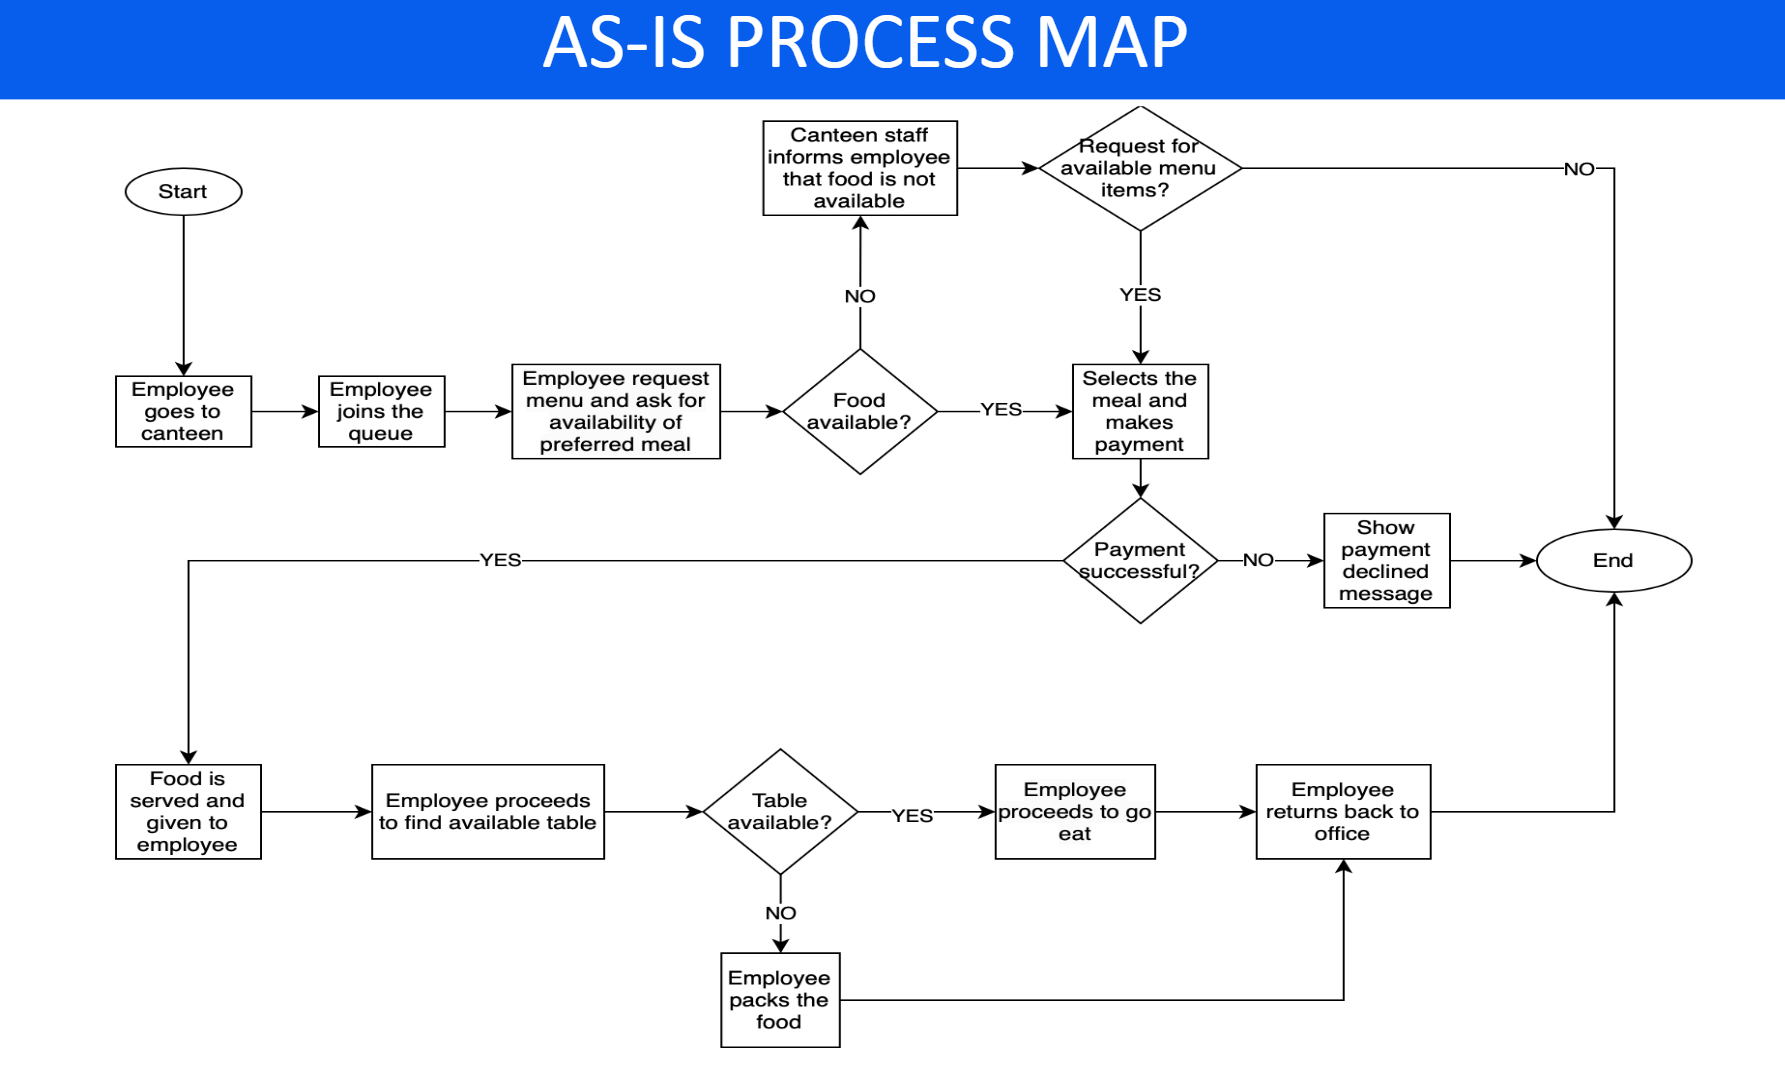 AS-IS PROCESS MAP
Start
Canteen staff
informs employee
that food is not
available
Request for
available menu
items?
NO
NO
YES
Employee
goes to
canteen
Employee
joins the
queue
Employee request
menu and ask for
availability of
preferred meal
Food
available?
YES
Selects the
meal and
makes
payment
Payment
successful?
NO
Show
payment
declined
message
End
YES
Food is
served and
given to
employee
Employee proceeds
to find available table
Table
available?
YES
Employee
proceeds to go
eat
Employee
returns back to
office
NO
Employee
packs the
food